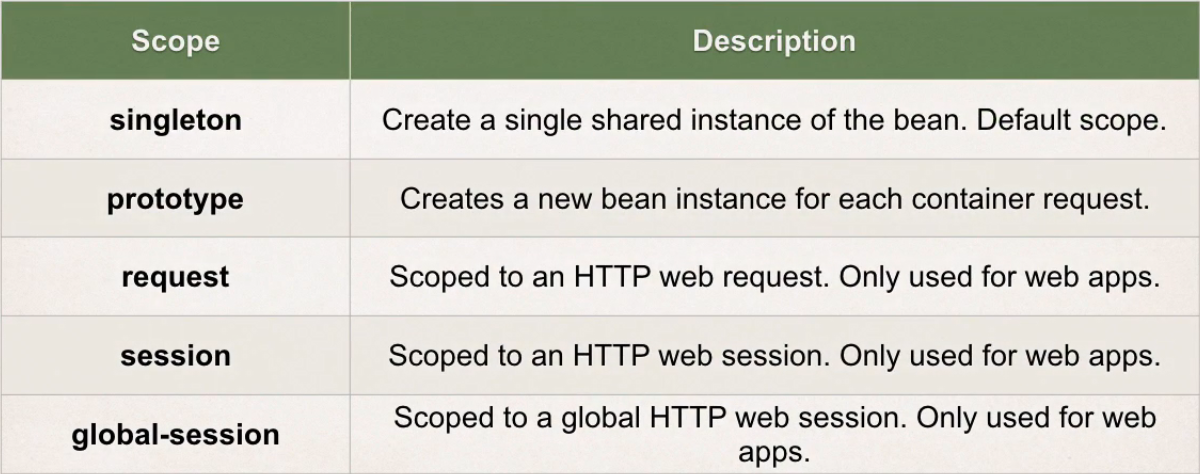 Scope Description
singleton Create a single shared instance of the bean. Default scope.
prototype Creates a new bean instance for each container request.
request Scoped to an HTTP web request. Only used for web apps.
session Scoped to an HTTP web session. Only used for web apps.
global-session Scoped to a global HTTP web session. Only used for web
apps.